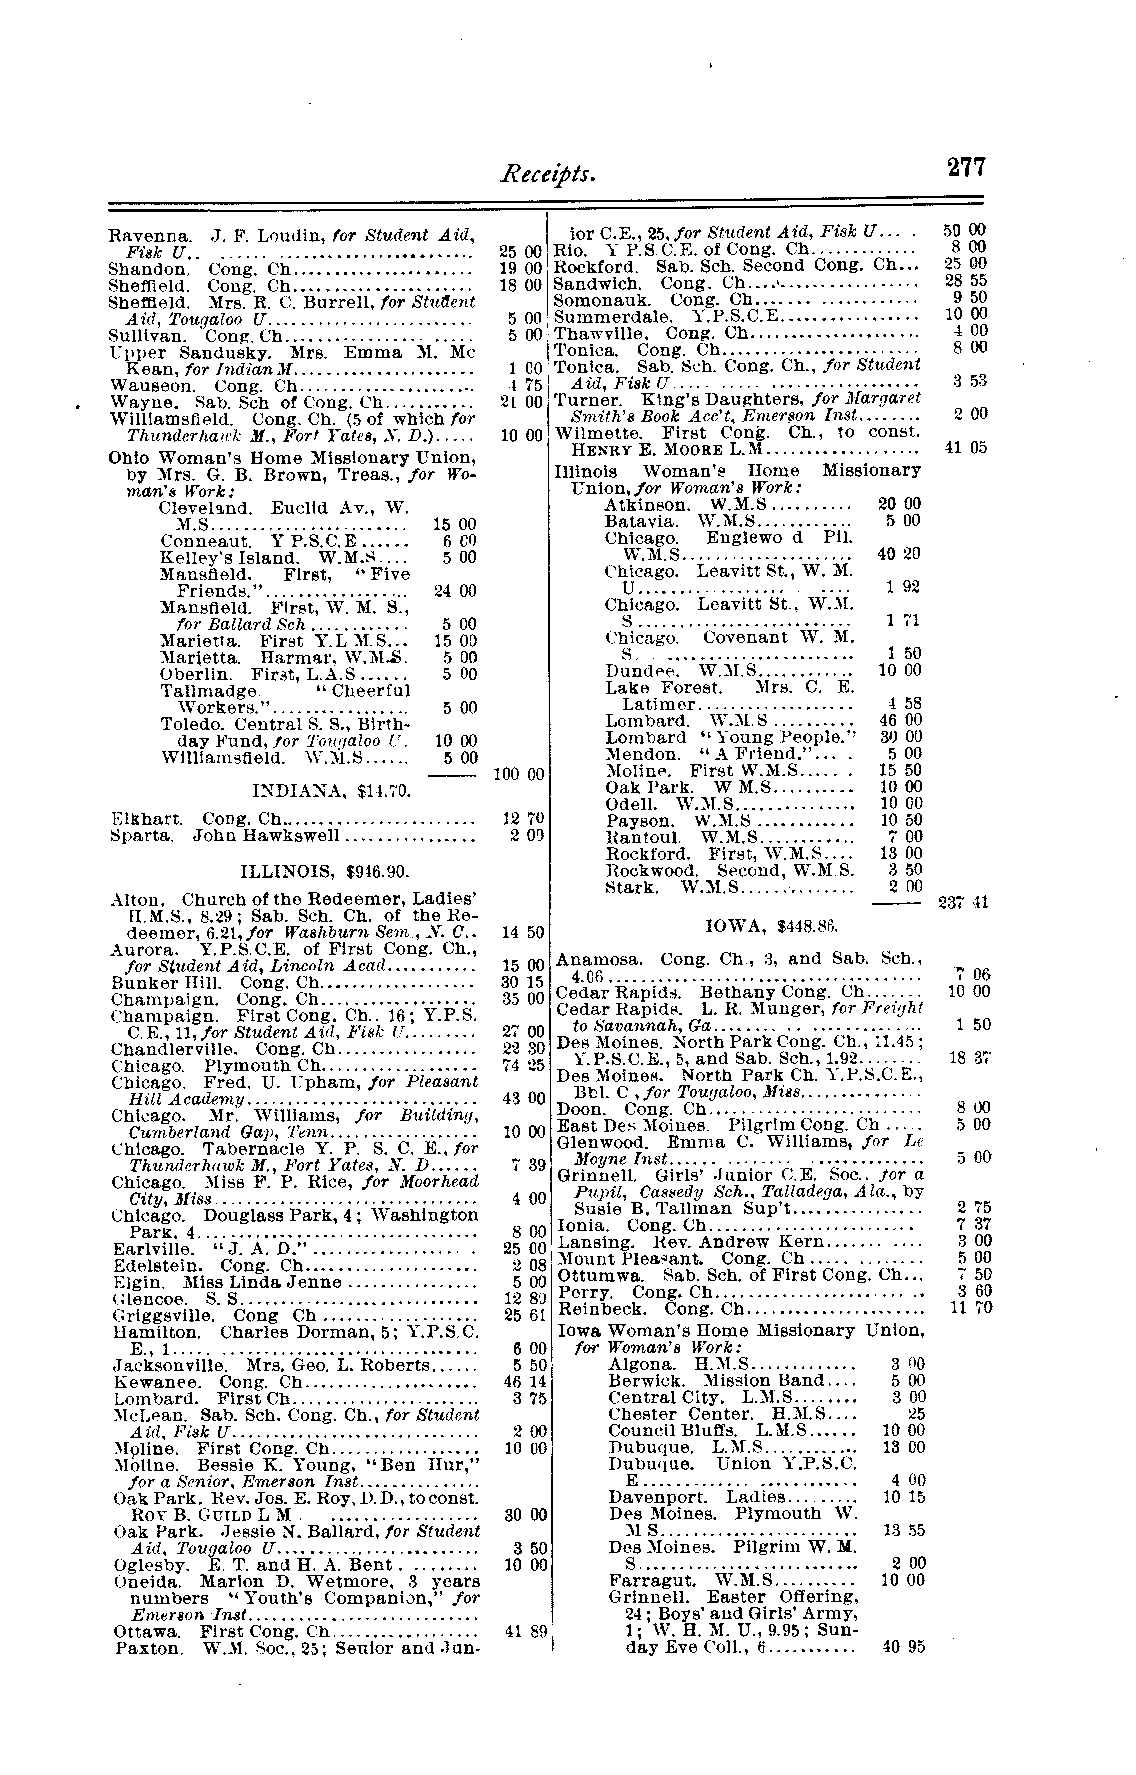 Receipts. 277
Ravenna. J. F. Loudin, for Student Aid,
Fisk U.. ............................... 25 00
Shandon. Cong. Ch...................... 19 00
Sheffield. Cong. Ch...................... 18 00
Sheffield. Mrs. R. C. Burrell, for Student
Aid, Tougaloo U......................... 5 00
Sullivan. Cong. Ch....................... 5 00
Upper Sandusky. Mrs. Emma M. Mc
Kean, for Indian M...................... 1 00
Wauseon. Cong. Ch...................... 4 75
Wayne. Sab. Sch of Cong. Ch........... 21 00
Williamsfield. Cong. Ch. (5 of which for
Thunderhawk M., Fort Yates, N. D.)..... 10 00
Ohio Woman's Home Missionary Union,
by Mrs. G. B. Brown, Treas., for Wo-
man's Work:
Cleveland. Euclid Av., W.
M.S........................ 15 00
Conneaut. Y P.S.C.E...... 6 00
Kelley's Island. W.M.S.... 5 00
Mansfield. First, "Five
Friends.".................. 24 00
Mansfield. First, W. M. S.,
for Ballard Sch............ 5 00
Marietta. First Y.L M.S... 15 00
Marietta. Harmar, W.M.S. 5 00
Oberlin. First, L.A.S...... 5 00
Tallmadge. "Cheerful
Workers."................. 5 00
Toledo. Central S. S., Birth-
day Fund, for Tougaloo U. 10 00
Williamsfield. W.M.S...... 5 00
100 00
INDIANA, $14.70.
Elkhart. Cong. Ch........................ 12 70
Sparta. John Hawkswell................ 2 00
ILLINOIS, $946.90.
Alton. Church of the Redeemer, Ladies'
H.M.S., 8.29; Sab. Sch. Ch. of the Re-
deemer, 6.21, for Washburn Sem., N. C.. 14 50
Aurora. Y.P.S.C.E. of First Cong. Ch.,
for Student Aid, Lincoln Acad........... 15 00
Bunker Hill. Cong. Ch................... 30 15
Champaign. Cong. Ch................... 35 00
Champaign. First Cong. Ch.. 16; Y.P.S.
C.E., 11, for Student Aid, Fisk U......... 27 00
Chandlerville. Cong. Ch................. 22 30
Chicago. Plymouth Ch................... 74 25
Chicago. Fred. U. Upham, for Pleasant
Hill Academy............................ 43 00
Chicago. Mr. Williams, for Building,
Cumberland Gap, Tenn.................. 10 00
Chicago. Tabernacle Y. P. S. C. E., for
Thunderhawk M., Fort Yates, N. D...... 7 39
Chicago. Miss F. P. Rice, for Moorhead
City, Miss................................ 4 00
Chicago. Douglass Park, 4; Washington
Park, 4.................................. 8 00
Earlville. "J. A. D."................... 25 00
Edelstein. Cong. Ch..................... 2 08
Elgin. Miss Linda Jenne................ 5 00
Glencoe. S. S............................. 12 80
Griggsville. Cong Ch................... 25 61
Hamilton. Charles Dorman, 5; Y.P.S.C.
E., 1..................................... 6 00
Jacksonville. Mrs. Geo. L. Roberts...... 5 50
Kewanee. Cong. Ch..................... 46 14
Lombard. First Ch....................... 3 75
McLean. Sab. Sch. Cong. Ch., for Student
Aid, Fisk U.............................. 2 00
Moline. First Cong. Ch.................. 10 00
Moline. Bessie K. Young, "Ben Hur,"
for a Senior, Emerson Inst...............
Oak Park. Rev. Jos. E. Roy, D.D., to const.
ROY B. GUILD L M. .................. 30 00
Oak Park. Jessie N. Ballard, for Student
Aid, Tougaloo U......................... 3 50
Oglesby. E. T. and H. A. Bent. ........ 10 00
Oneida. Marion D. Wetmore, 3 years
numbers "Youth's Companion," for
Emerson Inst............................
Ottawa. First Cong. Ch.................. 41 89
Paxton. W.M. Soc., 25; Senior and Jun-
ior C.E., 25, for Student Aid, Fisk U... . 50 00
Rio. Y P.S.C.E. of Cong. Ch............. 8 00
Rockford. Sab. Sch. Second Cong. Ch... 25 00
Sandwich. Cong. Ch..................... 28 55
Somonauk. Cong. Ch.................... 9 50
Summerdale. Y.P.S.C.E................. 10 00
Thawville. Cong. Ch..................... 4 00
Tonica. Cong. Ch........................ 8 00
Tonica. Sab. Sch. Cong. Ch., for Student
Aid, Fisk U.............................. 3 53
Turner. King's Daughters, for Margaret
Smith's Book Acc't, Emerson Inst........ 2 00
Wilmette. First Cong. Ch., to const.
HENRY E. MOORE L.M................... 41 05
Illinois Woman's Home Missionary
Union, for Woman's Work:
Atkinson. W.M.S.......... 20 00
Batavia. W.M.S............ 5 00
Chicago. Englewo d Pil.
W.M.S..................... 40 20
Chicago. Leavitt St., W. M.
U.......................... 1 92
Chicago. Leavitt St., W.M.
S.......................... 1 71
Chicago. Covenant W. M.
S. ....................... 1 50
Dundee. W.M.S............ 10 00
Lake Forest. Mrs. C. E.
Latimer................... 4 58
Lombard. W.M.S.......... 46 00
Lombard "Young People." 30 00
Mendon. "A Friend."... . 5 00
Moline. First W.M.S...... . 15 50
Oak Park. W M.S.......... 10 00
Odell. W.M.S............... 10 00
Payson. W.M.S............ 10 50
Rantoul. W.M.S............ 7 00
Rockford. First, W.M.S.... 13 00
Rockwood. Second, W.M.S. 3 50
Stark. W.M.S.............. 2 00
237 41
IOWA, $448.86.
Anamosa. Cong. Ch., 3, and Sab. Sch.,
4.06...................................... 7 06
Cedar Rapids. Bethany Cong. Ch....... 10 00
Cedar Rapids. L. R. Munger, for Freight
to Savannah, Ga......................... 1 50
Des Moines. North Park Cong. Ch., 11.45;
Y.P.S.C.E., 5, and Sab. Sch., 1.92........ 18 37
Des Moines. North Park Ch. Y.P.S.C.E.,
Bbl. C, for Tougaloo, Miss...............
Doon. Cong. Ch.......................... 8 00
East Des Moines. Pilgrim Cong. Ch..... 5 00
Glenwood. Emma C. Williams, for Le
Moyne Inst.............................. 5 00
Grinnell. Girls' Junior C.E. Soc.. for a
Pupil, Cassedy Sch., Talladega, Ala., by
Susie B. Tallman Sup't................ 2 75
Ionia. Cong. Ch......................... 7 37
Lansing. Rev. Andrew Kern............ 3 00
Mount Pleasant. Cong. Ch.............. 5 00
Ottumwa. Sab. Sch. of First Cong. Ch... 7 50
Perry. Cong. Ch.......................... 3 60
Reinbeck. Cong. Ch...................... 11 70
Iowa Woman's Home Missionary Union,
for Woman's Work:
Algona. H.M.S............. 3 00
Berwick. Mission Band.... 5 00
Central City. L.M.S........ 3 00
Chester Center. H.M.S.... 25
Council Bluffs. L.M.S...... 10 00
Dubuque. L.M.S............ 13 00
Dubuque. Union Y.P.S.C.
E.......................... 4 00
Davenport. Ladies......... 10 15
Des Moines. Plymouth W.
M S........................ 13 55
Des Moines. Pilgrim W. M.
S........................... 2 00
Farragut. W.M.S.......... 10 00
Grinnell. Easter Offering,
24; Boys' and Girls' Army,
1; W. H. M. U., 9.95; Sun-
day Eve Coll., 6........... 40 95